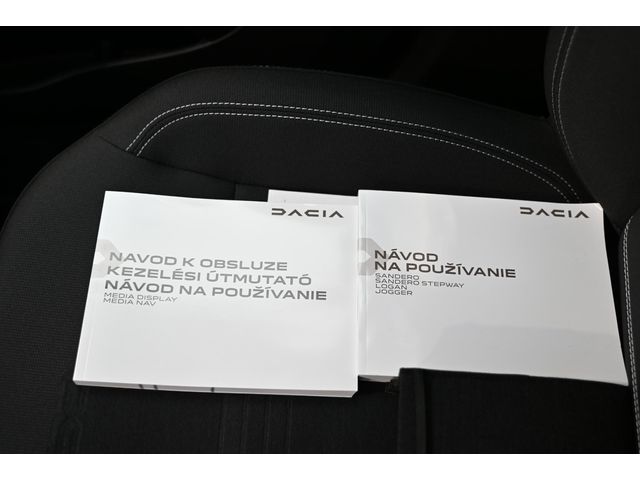 DACIA
NAVOD K OBSLUZE
KEZELÉSI ÚTMUTATÓ
NÁVOD NA POUŽÍVANIE
MEDIA DISPLAY
MEDIA NAV
DACIA
NÁVOD
NA POUŽÍVANIE
SANDERO
SANDERO STEPWAY
LOGAN
JOGGER